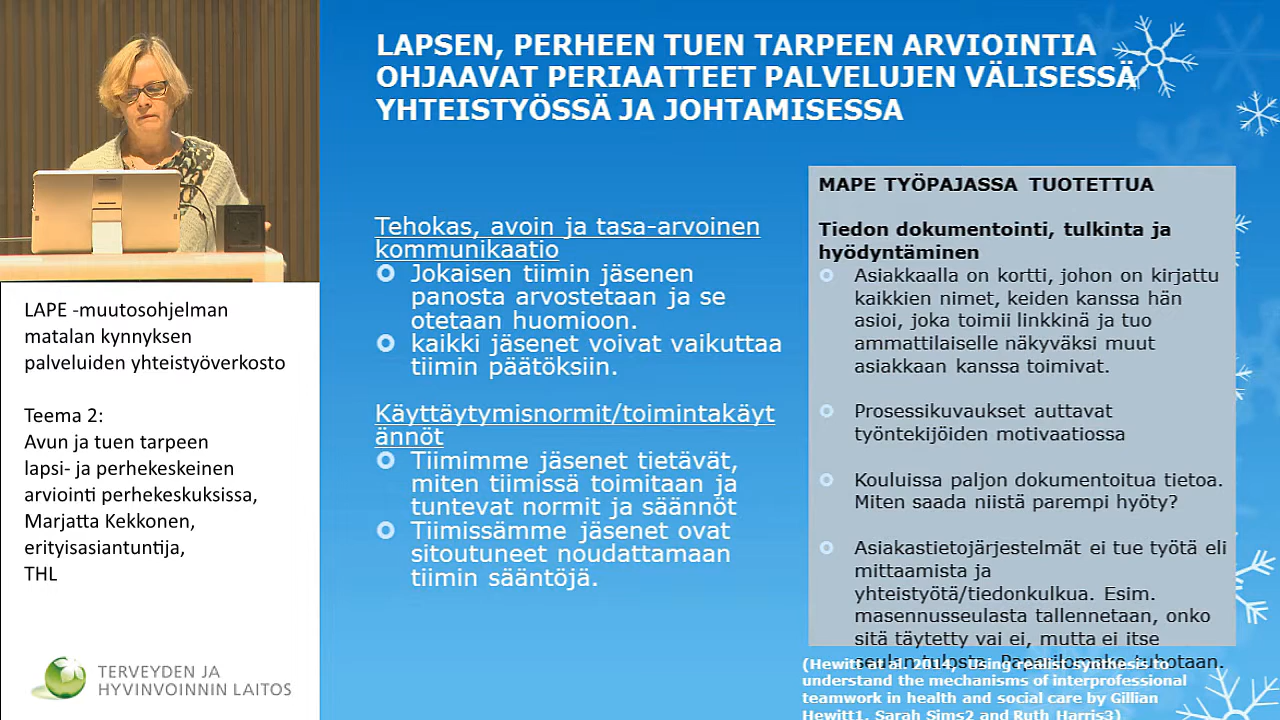 LAPSEN, PERHEEN TUEN TARPEEN ARVIOINTIA
OHJAAVAT PERIAATTEET PALVELUJEN VÄLISESSÄ
YHTEISTYÖSSÄ JA JOHTAMISESSA
Tehokas, avoin ja tasa-arvoinen
kommunikaatio
Jokaisen tiimin jäsenen
panosta arvostetaan ja se
otetaan huomioon.
kaikki jäsenet voivat vaikuttaa
tiimin päätöksiin.
Käyttäytymisnormit/toimintakäyt
ännöt
Tiimimme jäsenet tietävät,
miten tiimissä toimitaan ja
tuntevat normit ja säännöt
Tiimissämme jäsenet ovat
sitoutuneet noudattamaan
tiimin sääntöjä.
MAPE TYÖPAJASSA TUOTETTUA
Tiedon dokumentointi, tulkinta ja
hyödyntäminen
Asiakkaalla on kortti, johon on kirjattu
kaikkien nimet, keiden kanssa hän
asioi, joka toimii linkkinä ja tuo
ammattilaiselle näkyväksi muut
asiakkaan kanssa toimivat.
Prosessikuvaukset auttavat
työntekijöiden motivaatiossa
Kouluissa paljon dokumentoitua tietoa.
Miten saada niistä parempi hyöty?
Asiakastietojärjestelmät ei tue työtä eli
mittaamista ja
yhteistyötä/tiedonkulkua. Esim.
masennusseulasta tallennetaan, onko
sitä täytetty vai ei, mutta ei itse
(Hewitt et al. 2014, Using realist synthesis to
understand the mechanisms of interprofessional
teamwork in health and social care by Gillian
Hewitt1, Sarah Sims2 and Ruth Harris3)
LAPE -muutosohjelman
matalan kynnyksen
palveluiden yhteistyöverkosto
Teema 2:
Avun ja tuen tarpeen
lapsi- ja perhekeskeinen
arviointi perhekeskuksissa,
Marjatta Kekkonen,
erityisasiantuntija,
THL
TERVEYDEN JA
HYVINVOINNIN LAITOS